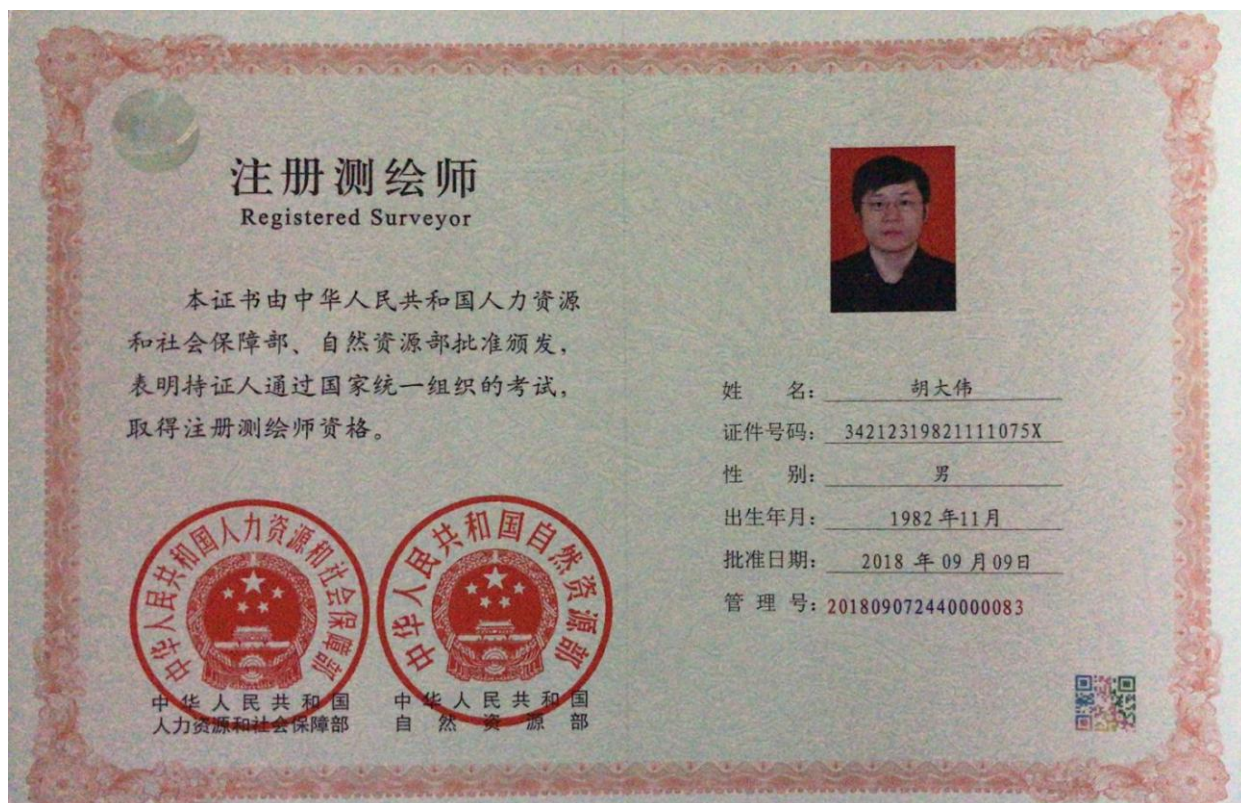 注册测绘师
Registered Surveyor
本证书由中华人民共和国人力资源
和社会保障部、自然资源部批准颁发，
表明持证人通过国家统一组织的考试，
取得注册测绘师资格。
中华人民共和国人力资源和社会保障部
中华人民共和国自然资源部
中华人民共和国
人力资源和社会保障部
中华人民共和国
自然资源部
姓名：胡大伟
证件号码：34212319821111075X
性别：男
出生年月：1982年11月
批准日期：2018年09月09日
管理号：201809072440000083